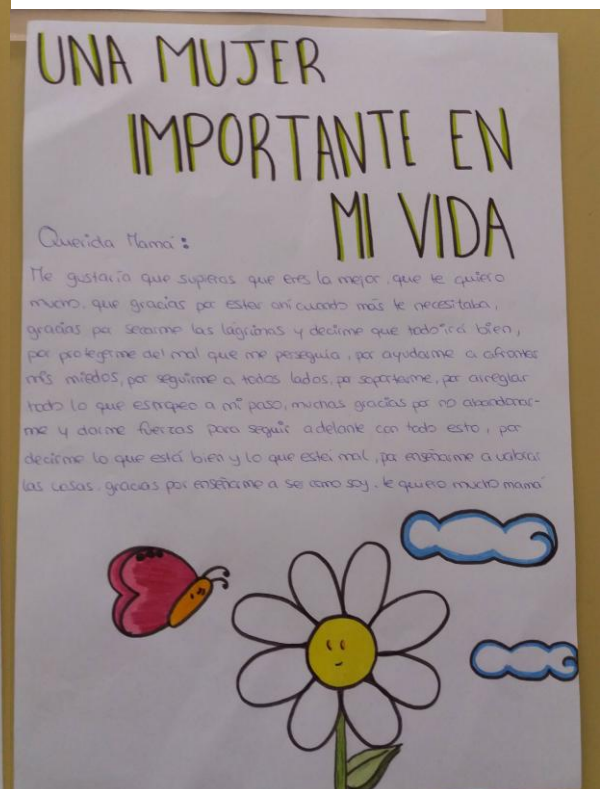 UNA MUJER
IMPORTANTE EN
MI VIDA
Querida Mamá:
Me gustaría que supieras que eres la mejor, que te quiero
mucho, que gracias por estar ahí cuando más te necesitaba,
gracias por secarme las lágrimas y decirme que todo irá bien,
por protegerme del mal que me perseguía, por ayudarme a afrontar
mis miedos, por seguirme a todos lados, por soportarme, por arreglar
todo lo que estropeo a mi paso, muchas gracias por no abandonar-
me y darme fuerzas para seguir adelante con todo esto, por
decirme lo que está bien y lo que está mal, por enseñarme a valorar
las cosas, gracias por enseñarme a se como soy, te quiero mucho mamá